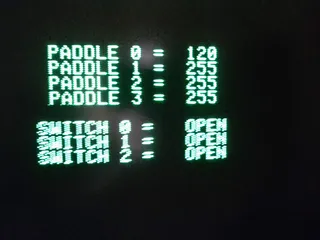 PADDLE 0 = 120
PADDLE 1 = 255
PADDLE 2 = 255
PADDLE 3 = 255
SWITCH 0 = OPEN
SWITCH 1 = OPEN
SWITCH 2 = OPEN